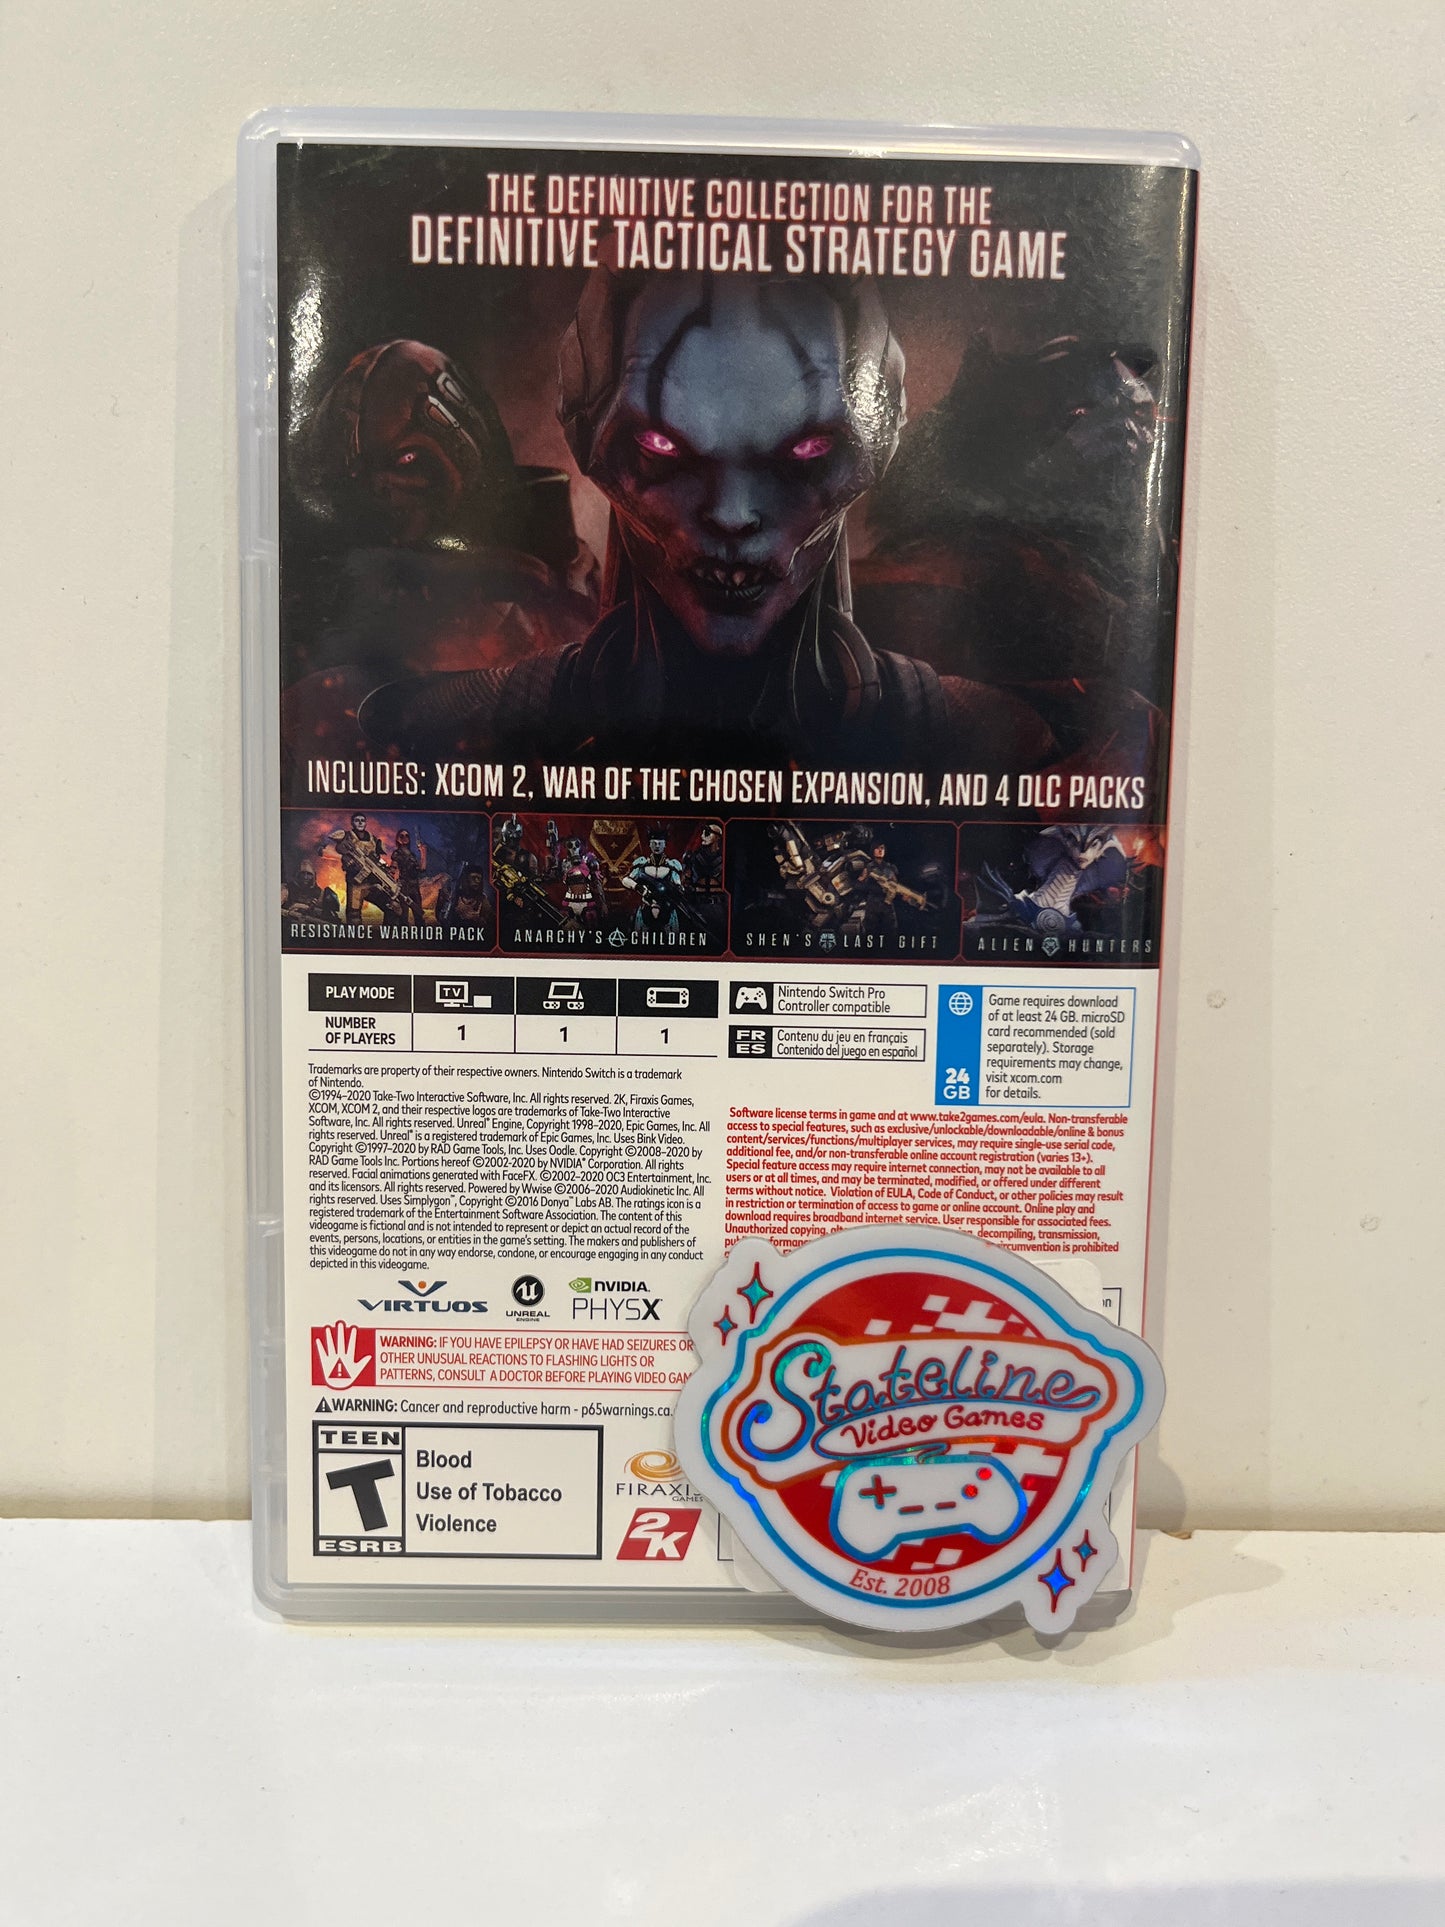 THE DEFINITIVE COLLECTION FOR THE
DEFINITIVE TACTICAL STRATEGY GAME
INCLUDES: XCOM 2, WAR OF THE CHOSEN EXPANSION, AND 4 DLC PACKS
RESISTANCE WARRIOR PACK
ANARCHY'S CHILDREN
SHEN'S LAST GIFT
ALIEN HUNTERS
PLAY MODE
TV
NUMBER
OF PLAYERS
1
1
1
Nintendo Switch Pro
Controller compatible
FR
ES
Contenu du jeu en français
Contenido del juego en español
24
GB
Game requires download
of at least 24 GB. microSD
card recommended (sold
separately). Storage
requirements may change,
visit xcom.com
for details.
Trademarks are property of their respective owners. Nintendo Switch is a trademark
of Nintendo.
©1994-2020 Take-Two Interactive Software, Inc. All rights reserved. 2K, Firaxis Games,
XCOM, XCOM 2, and their respective logos are trademarks of Take-Two Interactive
Software, Inc. All rights reserved. Unreal® Engine, Copyright 1998-2020, Epic Games, Inc. All
rights reserved. Unreal® is a registered trademark of Epic Games, Inc. Uses Bink Video.
Copyright ©1997-2020 by RAD Game Tools, Inc. Uses Oodle. Copyright ©2008-2020 by
RAD Game Tools Inc. Portions hereof ©2002-2020 by NVIDIA® Corporation. All rights
reserved. Facial animations generated with FaceFX. ©2002-2020 OC3 Entertainment, Inc.
and its licensors. All rights reserved. Powered by Wwise ©2006-2020 Audiokinetic Inc. All
rights reserved. Uses Simplygon™, Copyright ©2016 Donya™ Labs AB. The ratings icon is a
registered trademark of the Entertainment Software Association. The content of this
videogame is fictional and is not intended to represent or depict an actual record of the
events, persons, locations, or entities in the game's setting. The makers and publishers of
this videogame do not in any way endorse, condone, or encourage engaging in any conduct
depicted in this videogame.
Software license terms in game and at www.take2games.com/eula. Non-transferable
access to special features, such as exclusive/unlockable/downloadable/online & bonus
content/services/functions/multiplayer services, may require single-use serial code,
additional fee, and/or non-transferable online account registration (varies 13+).
Special feature access may require internet connection, may not be available to all
users or at all times, and may be terminated, modified, or offered under different
terms without notice. Violation of EULA, Code of Conduct, or other policies may result
in restriction or termination of access to game or online account. Online play and
download requires broadband internet service. User responsible for associated fees.
Unauthorized copying, decompiling, transmission,
circumvention is prohibited
VIRTUOS
UNREAL
ENGINE
NVIDIA.
PHYSX
WARNING: IF YOU HAVE EPILEPSY OR HAVE HAD SEIZURES OR
OTHER UNUSUAL REACTIONS TO FLASHING LIGHTS OR
PATTERNS, CONSULT A DOCTOR BEFORE PLAYING VIDEO GAM
WARNING: Cancer and reproductive harm - p65warnings.ca.
TEEN
T
ESRB
Blood
Use of Tobacco
Violence
FIRAXIS
GAMES
2K
Stateline
Video Games
Est. 2008